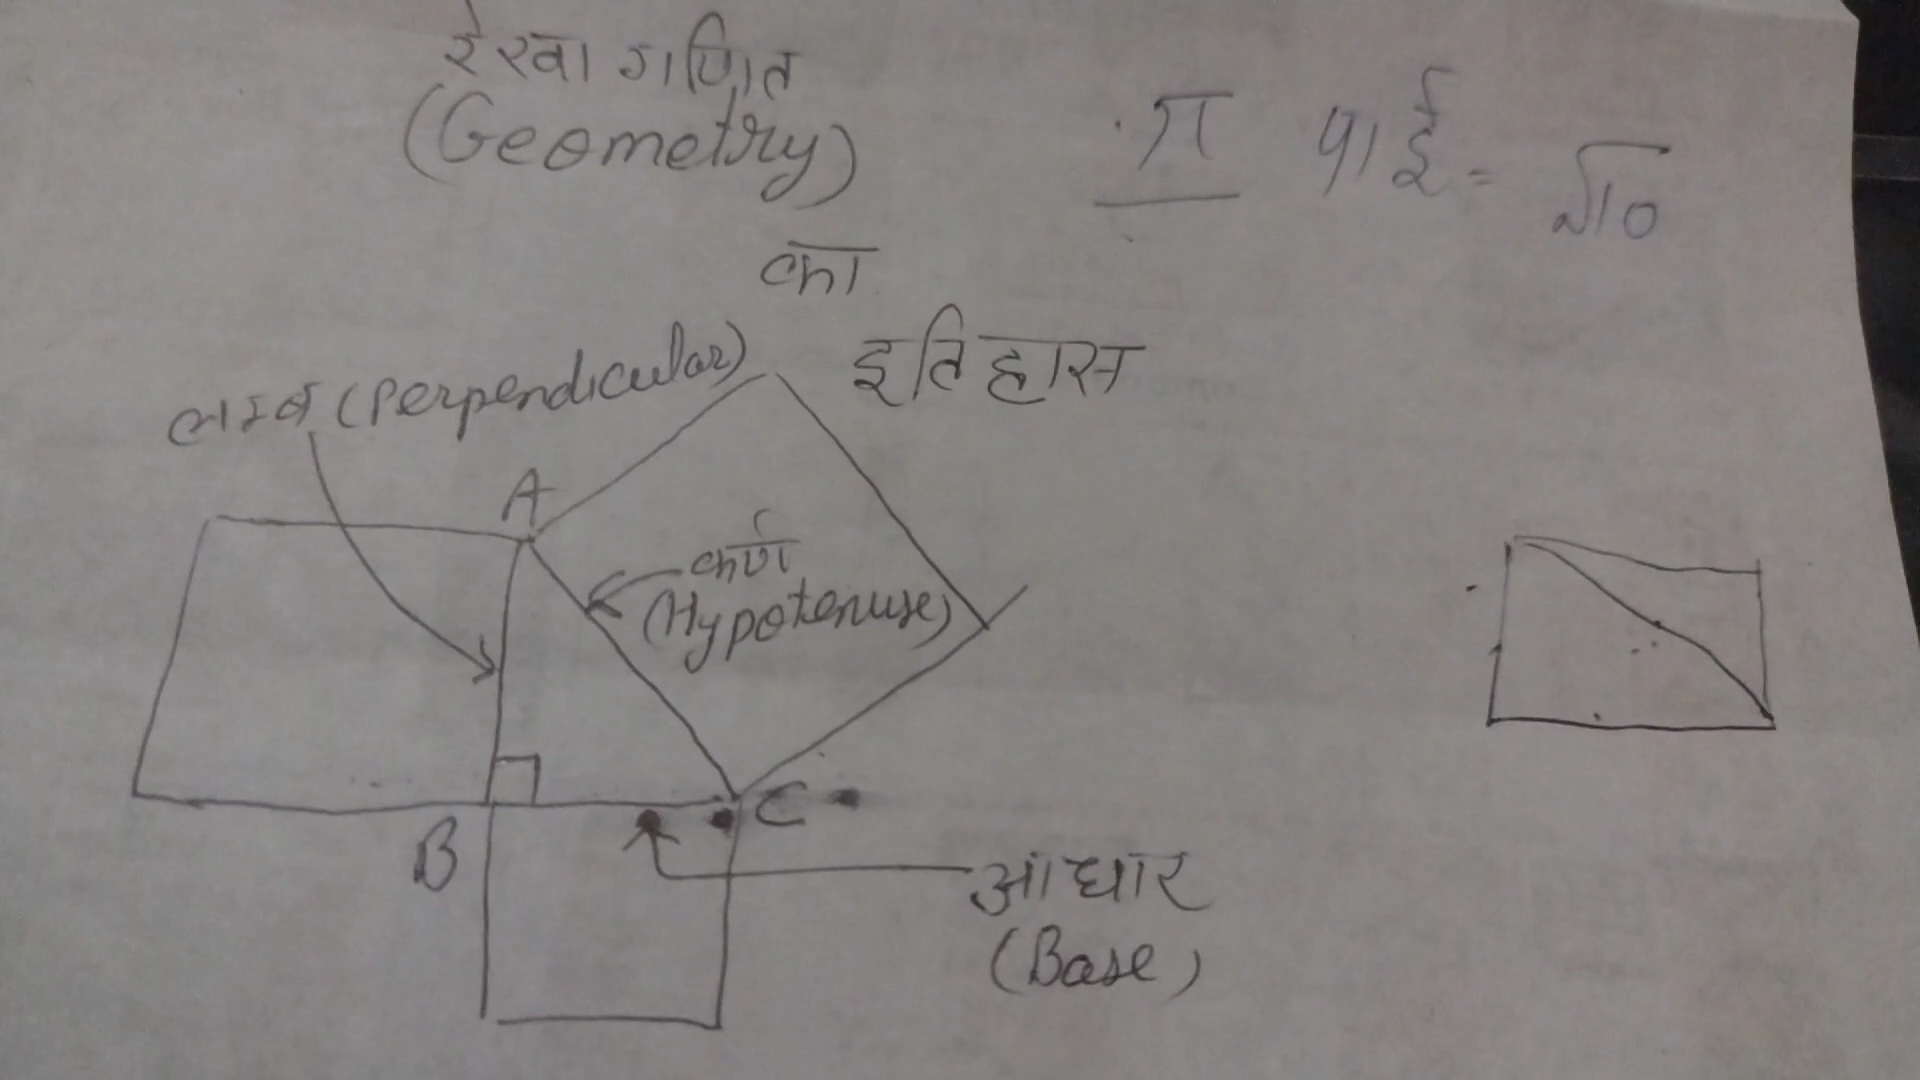 रेखा गणित
(Geometry)
π पाई = √10
का
इतिहास
लम्ब (Perpendicular)
A
कर्ण
(Hypotenuse)
B
C
आधार
(Base)